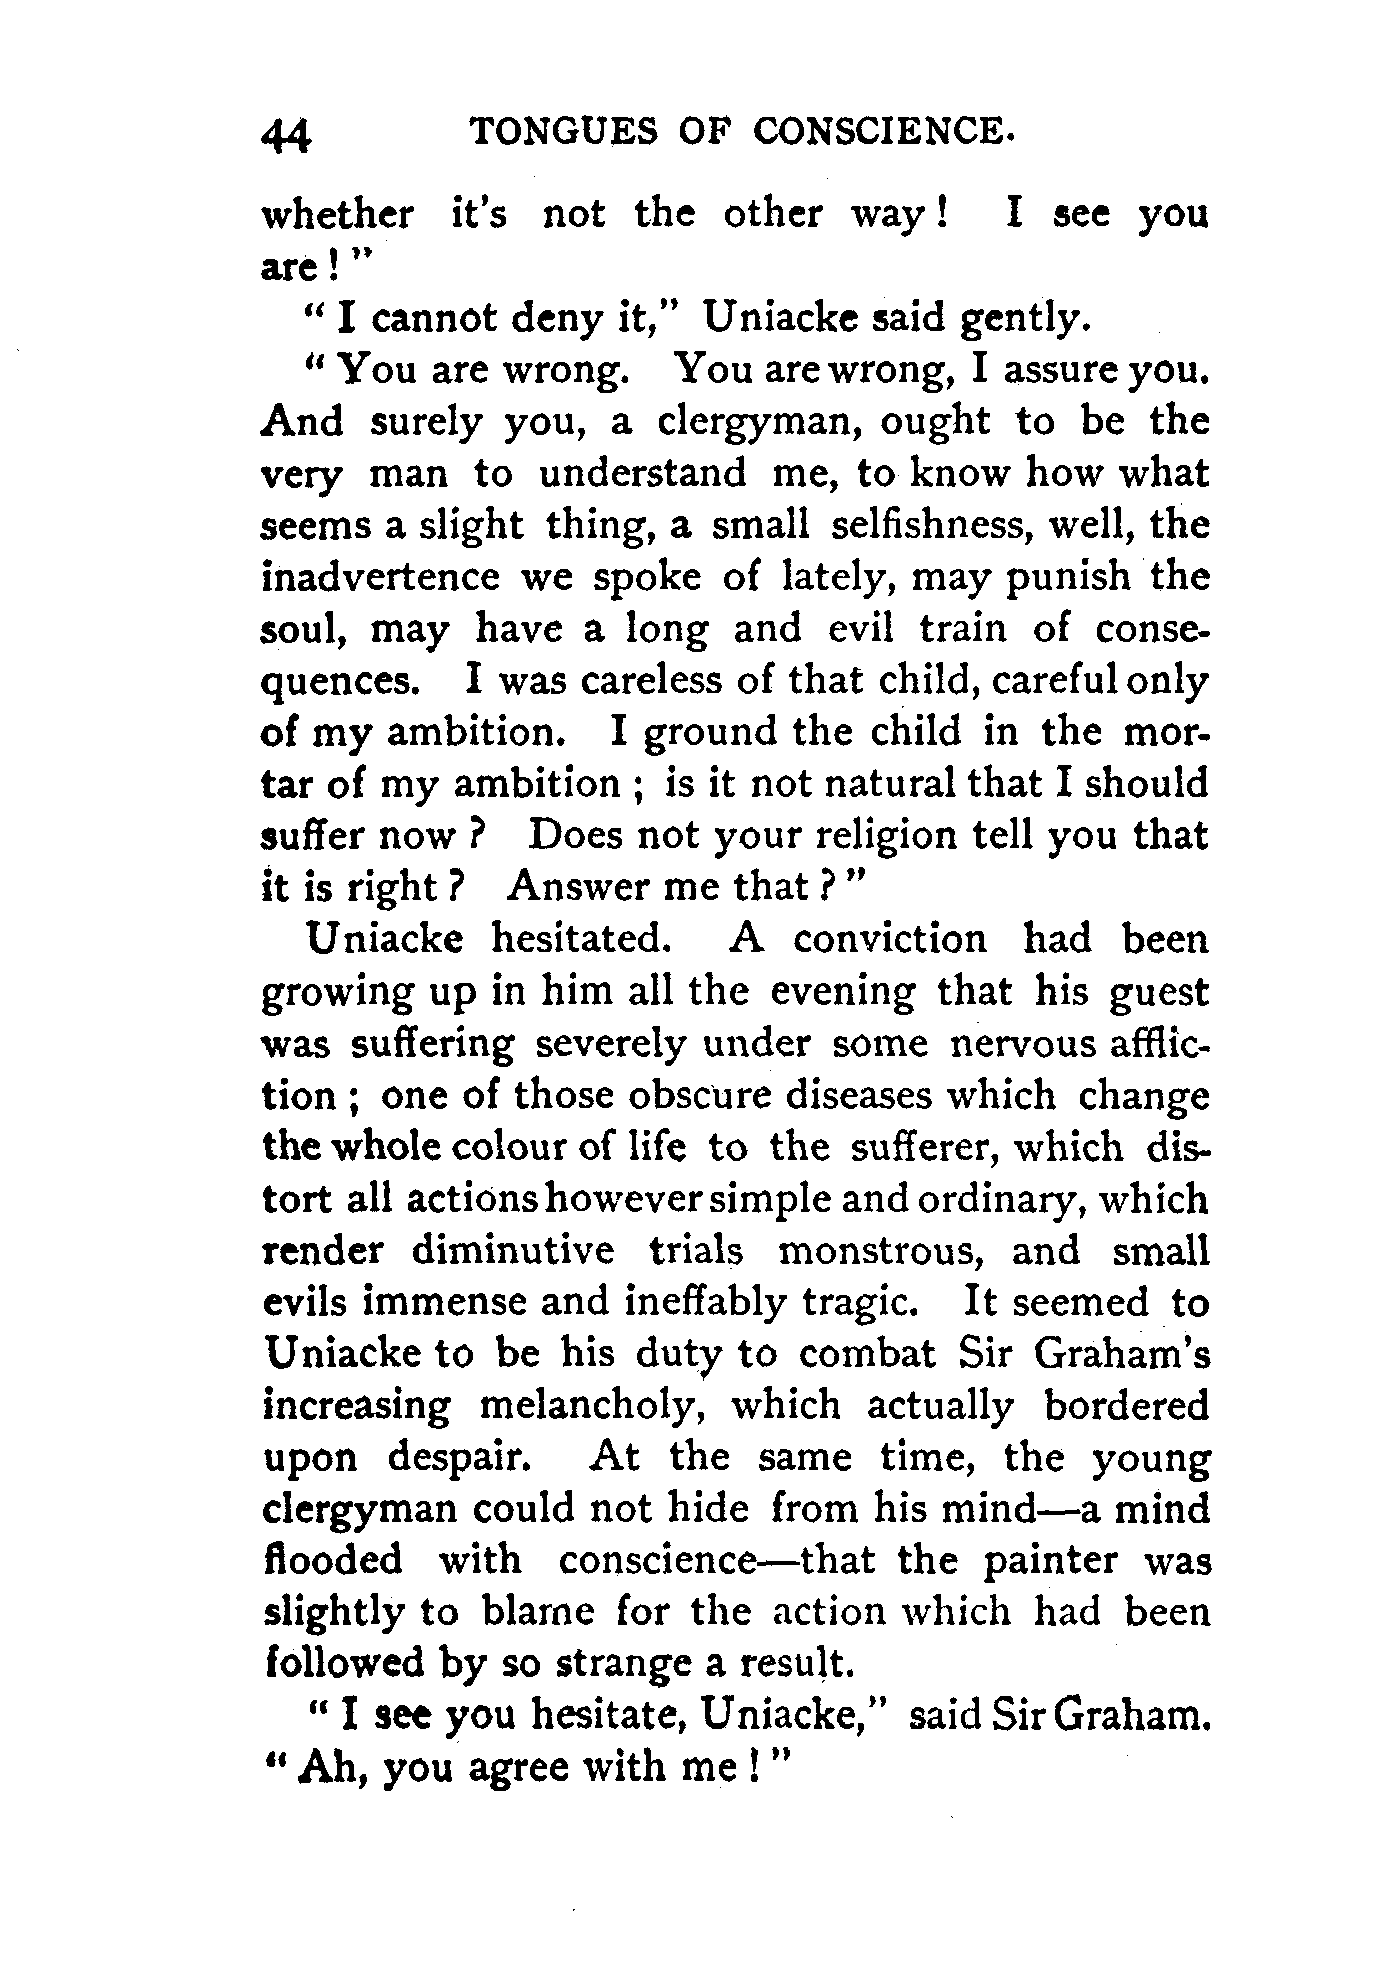 44 TONGUES OF CONSCIENCE.
whether it's not the other way! I see you
are!"
"I cannot deny it," Uniacke said gently.
"You are wrong. You are wrong, I assure you.
And surely you, a clergyman, ought to be the
very man to understand me, to know how what
seems a slight thing, a small selfishness, well, the
inadvertence we spoke of lately, may punish the
soul, may have a long and evil train of conse-
quences. I was careless of that child, careful only
of my ambition. I ground the child in the mor-
tar of my ambition; is it not natural that I should
suffer now? Does not your religion tell you that
it is right? Answer me that?"
Uniacke hesitated. A conviction had been
growing up in him all the evening that his guest
was suffering severely under some nervous afflic-
tion; one of those obscure diseases which change
the whole colour of life to the sufferer, which dis-
tort all actions however simple and ordinary, which
render diminutive trials monstrous, and small
evils immense and ineffably tragic. It seemed to
Uniacke to be his duty to combat Sir Graham's
increasing melancholy, which actually bordered
upon despair. At the same time, the young
clergyman could not hide from his mind—a mind
flooded with conscience—that the painter was
slightly to blame for the action which had been
followed by so strange a result.
"I see you hesitate, Uniacke," said Sir Graham.
"Ah, you agree with me!"